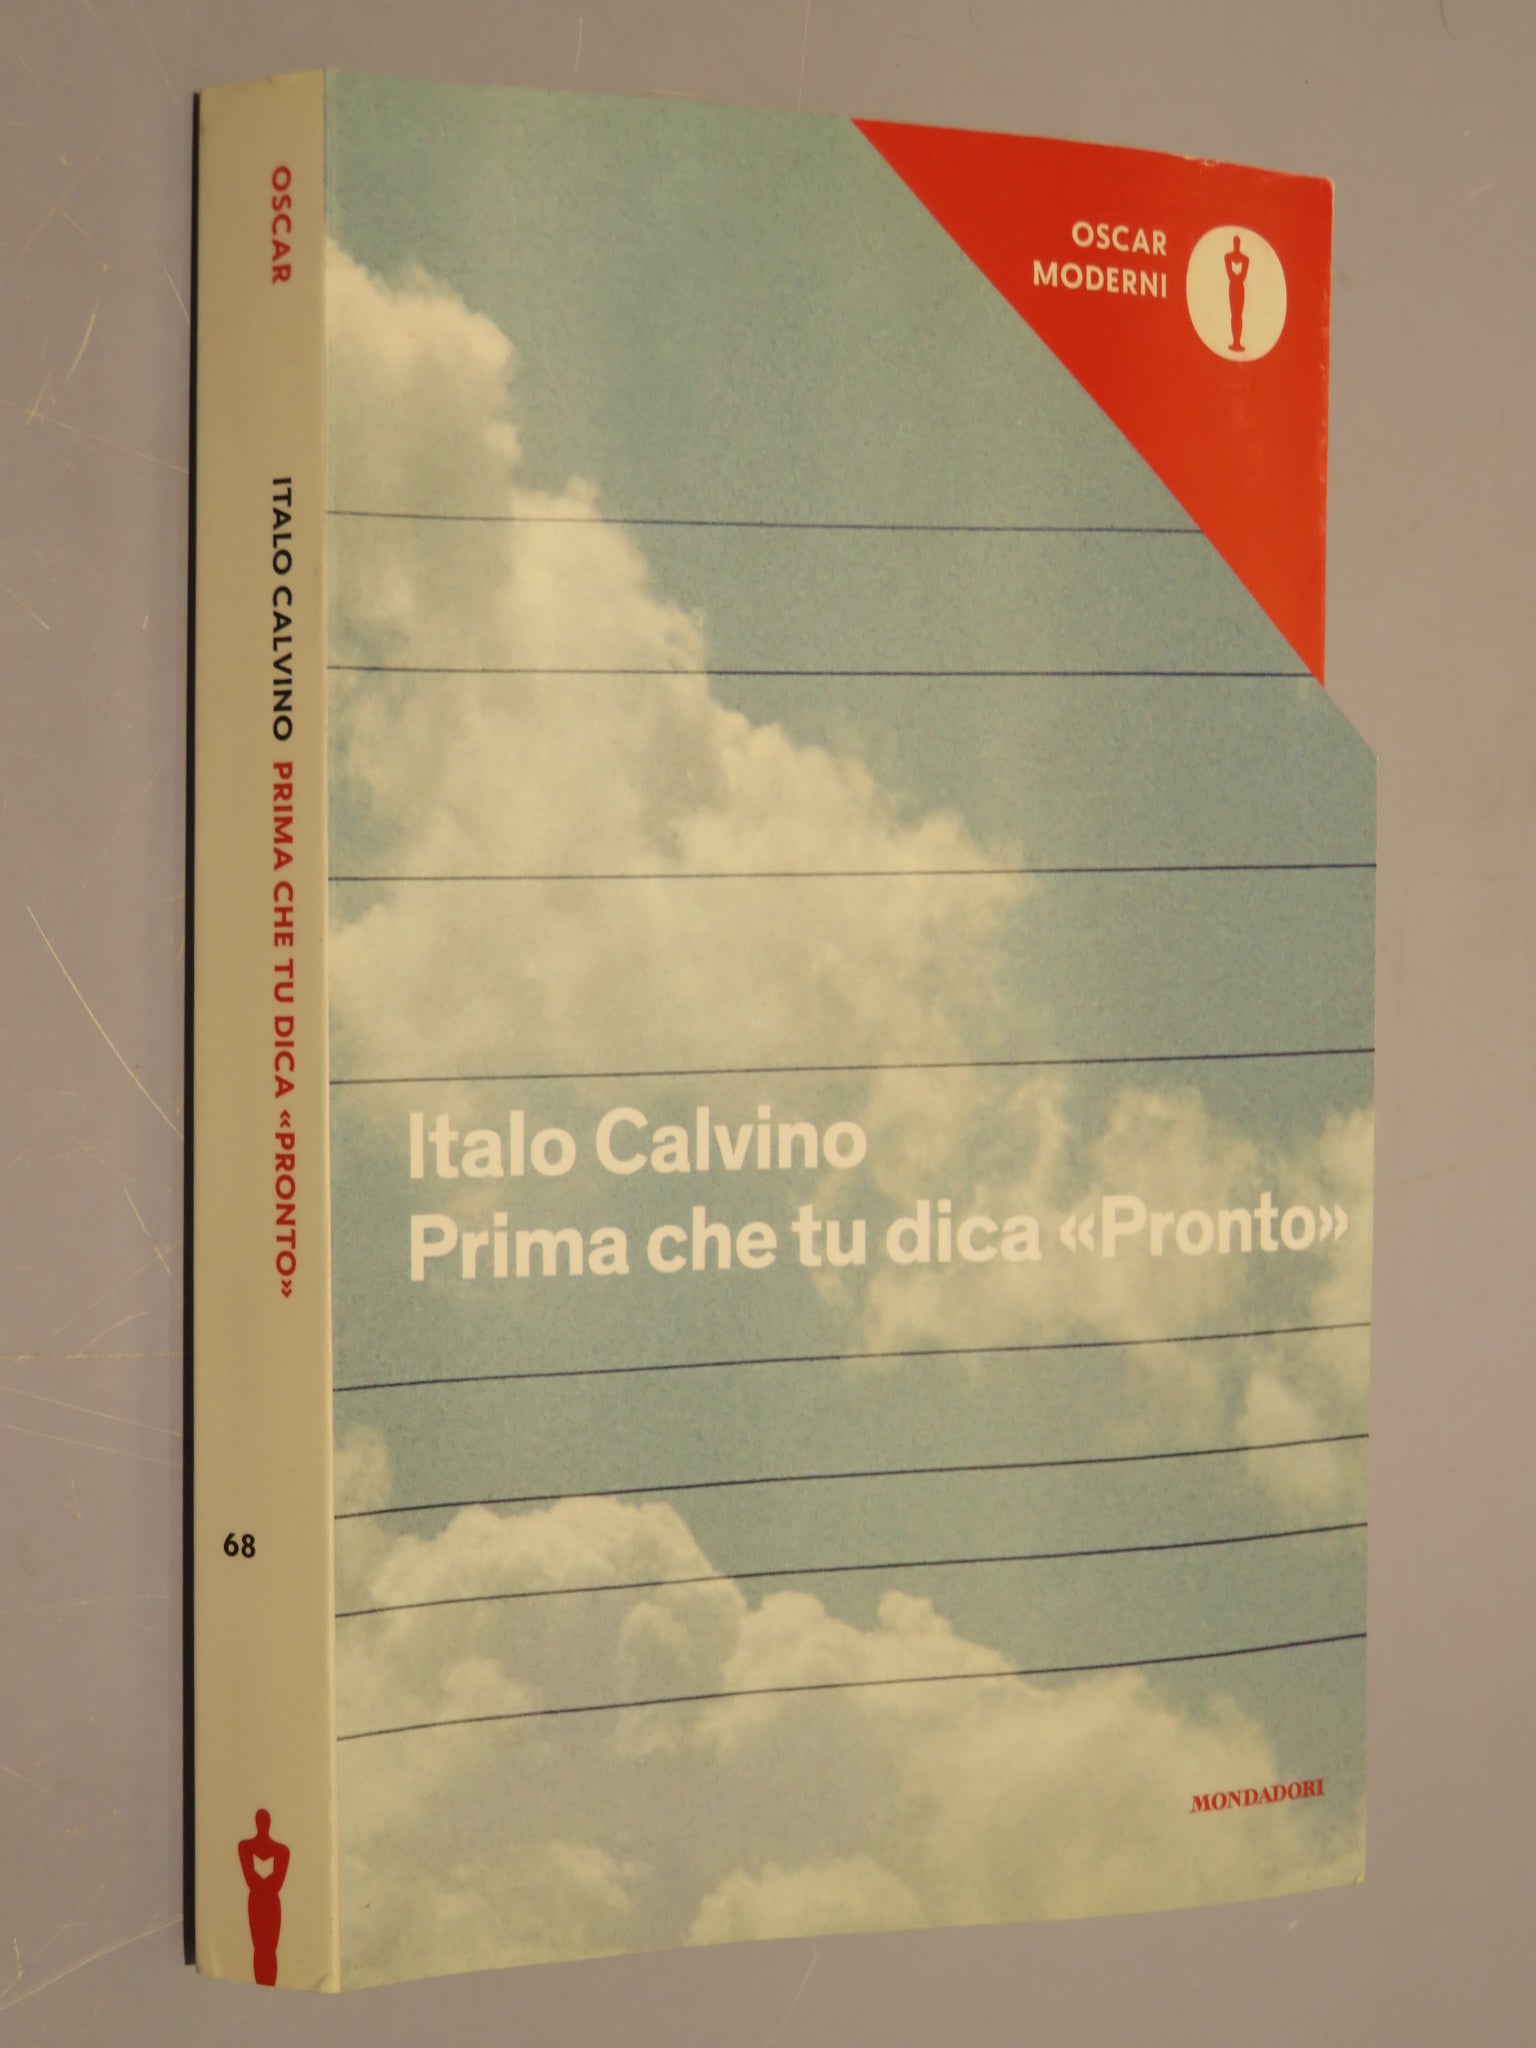 OSCAR
ITALO CALVINO PRIMA CHE TU DICA «PRONTO»
68
OSCAR
MODERNI
Italo Calvino
Prima che tu dica «Pronto»
MONDADORI